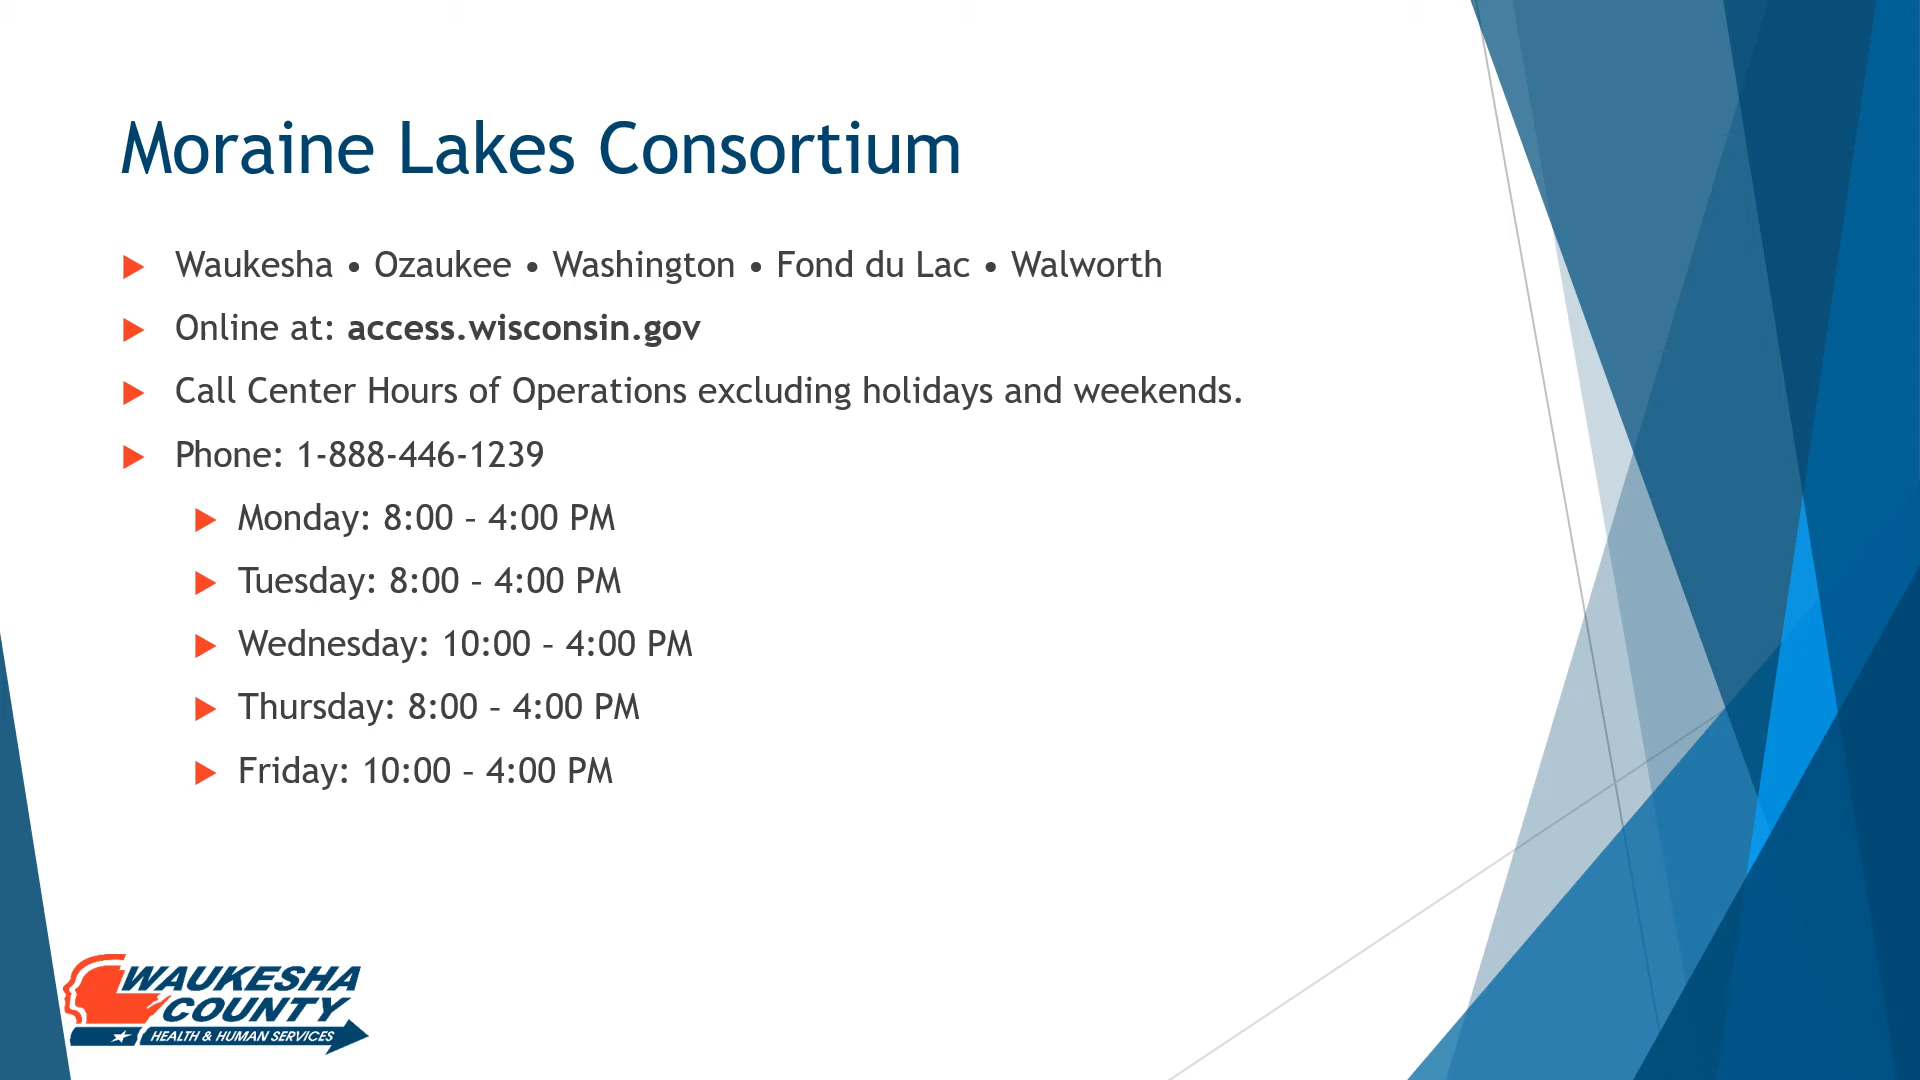 Moraine Lakes Consortium
Waukesha • Ozaukee • Washington • Fond du Lac • Walworth
Online at: access.wisconsin.gov
Call Center Hours of Operations excluding holidays and weekends.
Phone: 1-888-446-1239
Monday: 8:00 – 4:00 PM
Tuesday: 8:00 – 4:00 PM
Wednesday: 10:00 – 4:00 PM
Thursday: 8:00 – 4:00 PM
Friday: 10:00 – 4:00 PM
WAUKESHA
COUNTY
HEALTH & HUMAN SERVICES